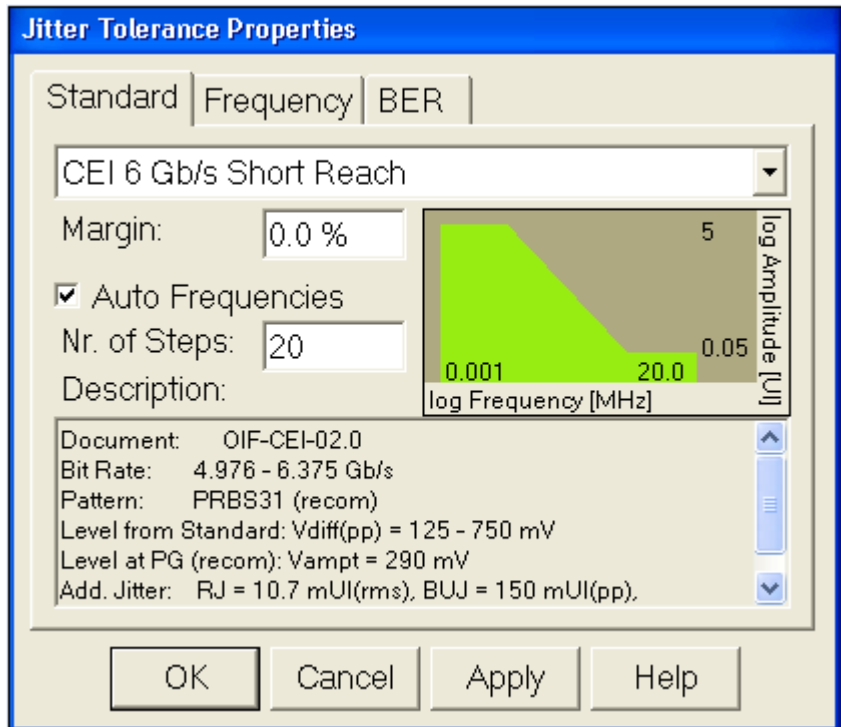 Jitter Tolerance Properties
Standard Frequency BER
CEI 6 Gb/s Short Reach
Margin: 0.0 %
Auto Frequencies
Nr. of Steps: 20
Description:
5
0.05
0.001 20.0
log Frequency [MHz]
log Amplitude [UI]
Document: OIF-CEI-02.0
Bit Rate: 4.976 - 6.375 Gb/s
Pattern: PRBS31 (recom)
Level from Standard: Vdiff(pp) = 125 - 750 mV
Level at PG (recom): Vampt = 290 mV
Add. Jitter: RJ = 10.7 mUI(rms), BUJ = 150 mUI(pp),
OK Cancel Apply Help